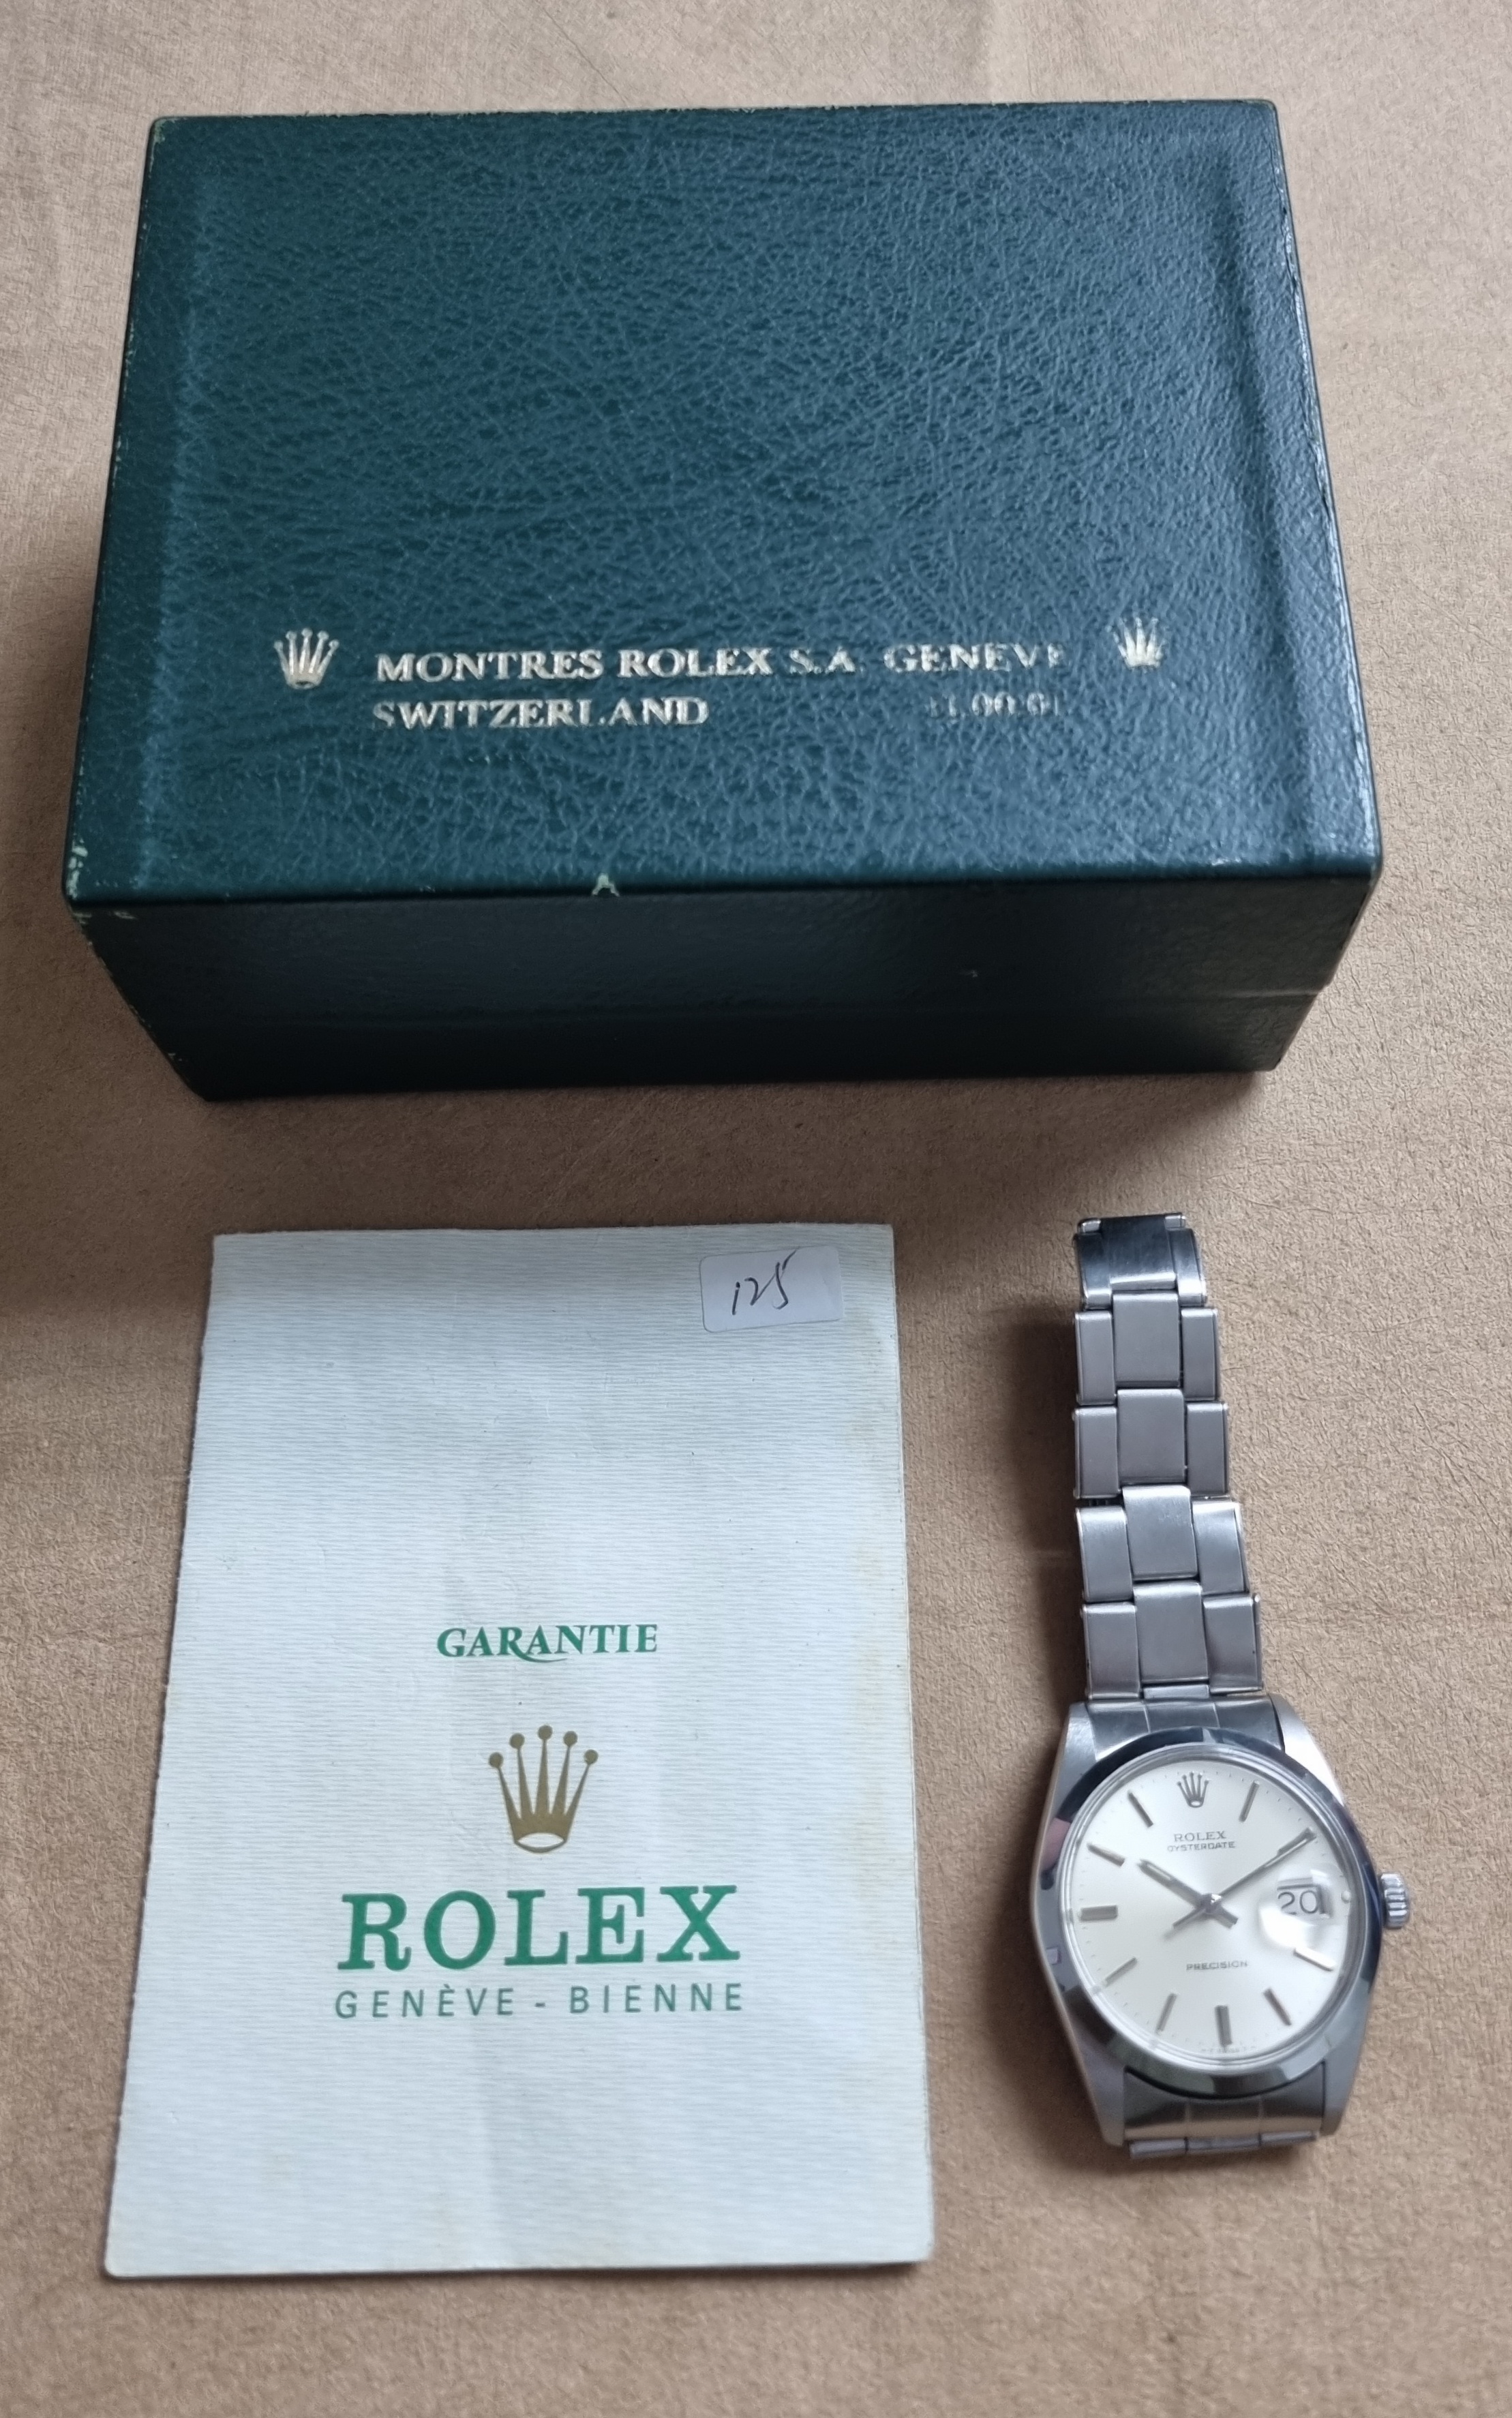 MONTRES ROLEX S.A. GENEVE
SWITZERLAND
125
GARANTIE
ROLEX
GENÈVE - BIENNE
ROLEX
OYSTERDATE
20
PRECISION